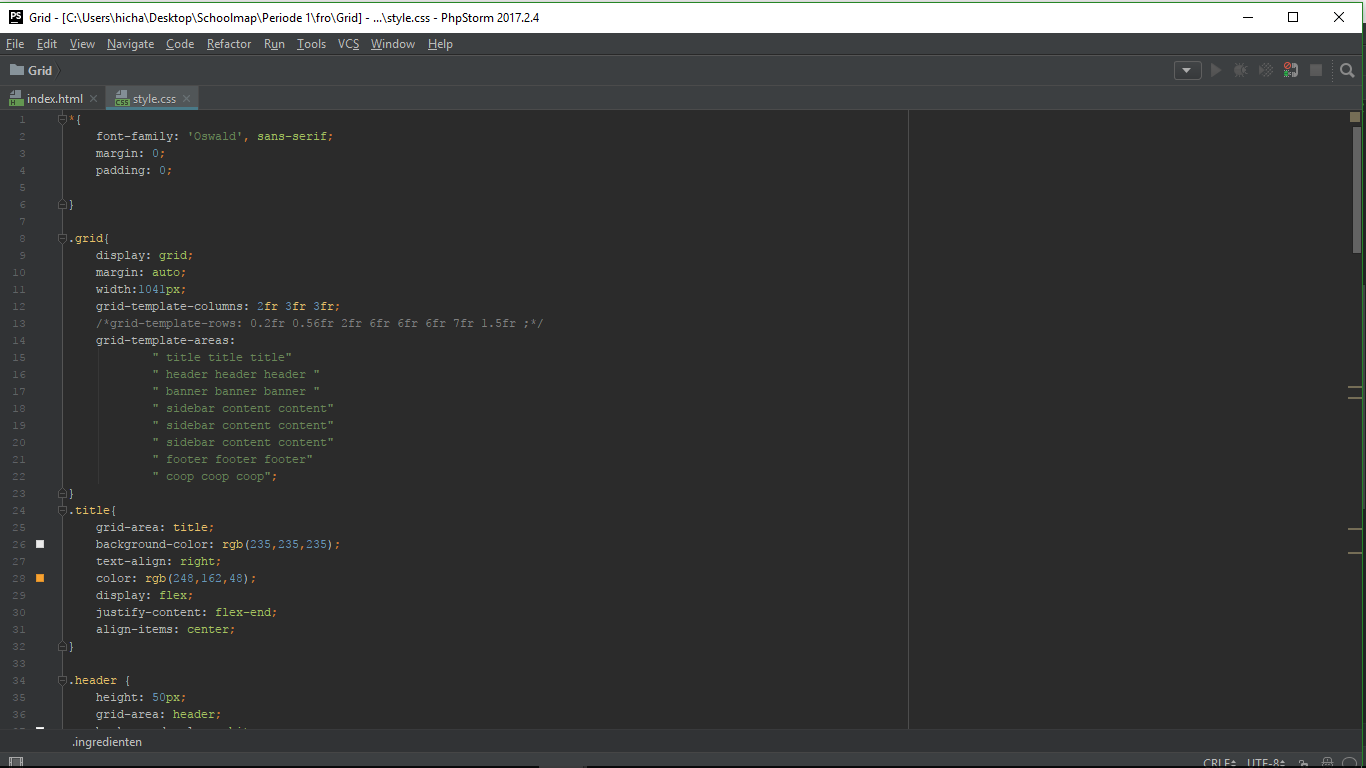 PS Grid - [C:\Users\hicha\Desktop\Schoolmap\Periode 1\fro\Grid] - ...\style.css - PhpStorm 2017.2.4
File Edit View Navigate Code Refactor Run Tools VCS Window Help
Grid
index.html style.css
1 *{
2 font-family: 'Oswald', sans-serif;
3 margin: 0;
4 padding: 0;
5
6 }
7
8 .grid{
9 display: grid;
10 margin: auto;
11 width:1041px;
12 grid-template-columns: 2fr 3fr 3fr;
13 /*grid-template-rows: 0.2fr 0.56fr 2fr 6fr 6fr 6fr 7fr 1.5fr ;*/
14 grid-template-areas:
15 " title title title"
16 " header header header "
17 " banner banner banner "
18 " sidebar content content"
19 " sidebar content content"
20 " sidebar content content"
21 " footer footer footer"
22 " coop coop coop";
23 }
24 .title{
25 grid-area: title;
26 background-color: rgb(235,235,235);
27 text-align: right;
28 color: rgb(248,162,48);
29 display: flex;
30 justify-content: flex-end;
31 align-items: center;
32 }
33
34 .header {
35 height: 50px;
36 grid-area: header;
.ingredienten
CRLF UTF-8